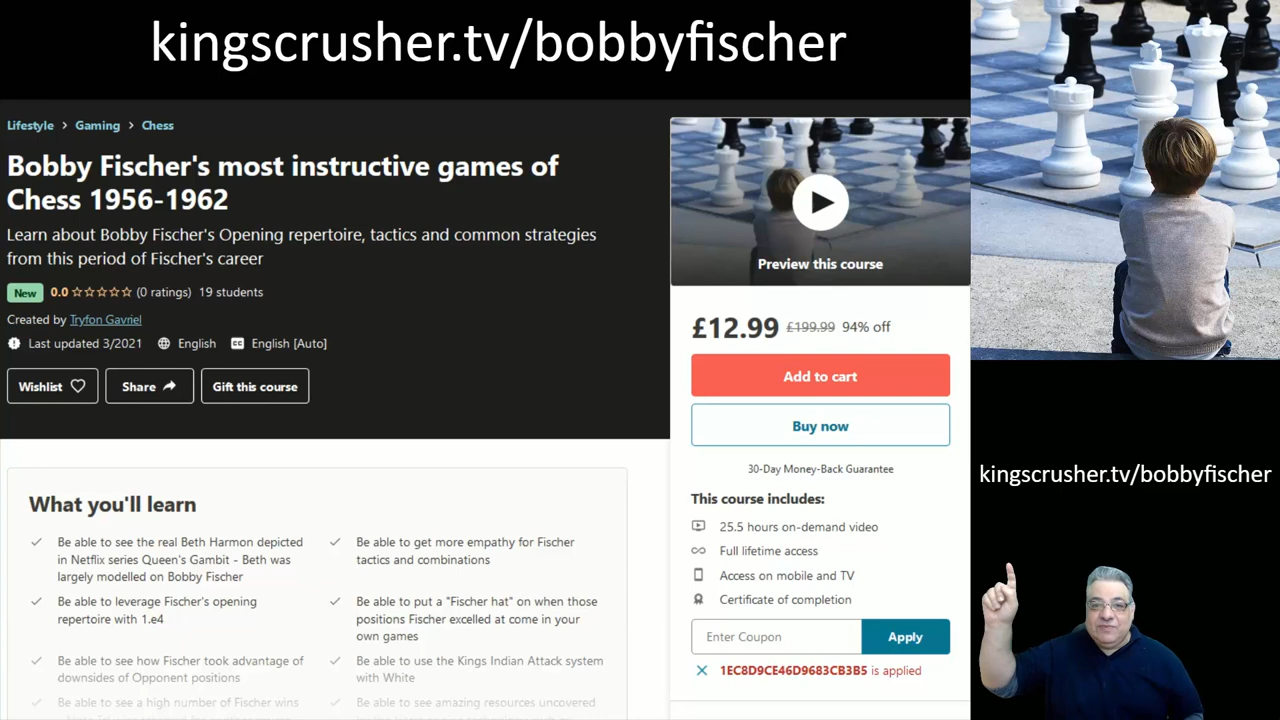 kingscrusher.tv/bobbyfischer
Lifestyle > Gaming > Chess
Bobby Fischer's most instructive games of
Chess 1956-1962
Learn about Bobby Fischer's Opening repertoire, tactics and common strategies
from this period of Fischer's career
New 0.0 (0 ratings) 19 students
Created by Tryfon Gavriel
Last updated 3/2021 English English [Auto]
Wishlist Share Gift this course
What you'll learn
Be able to see the real Beth Harmon depicted
in Netflix series Queen's Gambit - Beth was
largely modelled on Bobby Fischer
Be able to leverage Fischer's opening
repertoire with 1.e4
Be able to see how Fischer took advantage of
downsides of Opponent positions
Be able to see a high number of Fischer wins
Be able to get more empathy for Fischer
tactics and combinations
Be able to put a "Fischer hat" on when those
positions Fischer excelled at come in your
own games
Be able to use the Kings Indian Attack system
with White
Be able to see amazing resources uncovered
Preview this course
£12.99 £199.99 94% off
Add to cart
Buy now
30-Day Money-Back Guarantee
This course includes:
25.5 hours on-demand video
Full lifetime access
Access on mobile and TV
Certificate of completion
Enter Coupon Apply
1EC8D9CE46D9683CB3B5 is applied
kingscrusher.tv/bobbyfischer